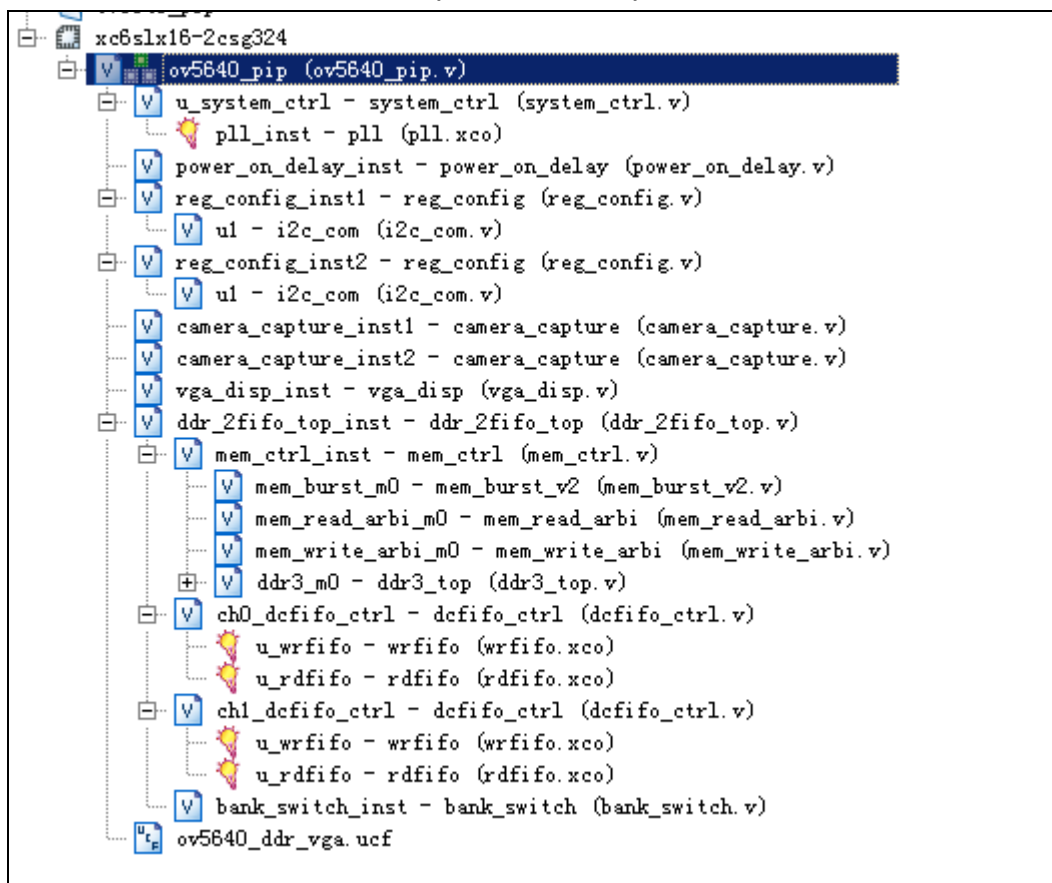 xc6slx16-2csg324
ov5640_pip (ov5640_pip.v)
u_system_ctrl - system_ctrl (system_ctrl.v)
pll_inst - pll (pll.xco)
power_on_delay_inst - power_on_delay (power_on_delay.v)
reg_config_inst1 - reg_config (reg_config.v)
u1 - i2c_com (i2c_com.v)
reg_config_inst2 - reg_config (reg_config.v)
u1 - i2c_com (i2c_com.v)
camera_capture_inst1 - camera_capture (camera_capture.v)
camera_capture_inst2 - camera_capture (camera_capture.v)
vga_disp_inst - vga_disp (vga_disp.v)
ddr_2fifo_top_inst - ddr_2fifo_top (ddr_2fifo_top.v)
mem_ctrl_inst - mem_ctrl (mem_ctrl.v)
mem_burst_m0 - mem_burst_v2 (mem_burst_v2.v)
mem_read_arbi_m0 - mem_read_arbi (mem_read_arbi.v)
mem_write_arbi_m0 - mem_write_arbi (mem_write_arbi.v)
ddr3_m0 - ddr3_top (ddr3_top.v)
ch0_dcfifo_ctrl - dcfifo_ctrl (dcfifo_ctrl.v)
u_wrfifo - wrfifo (wrfifo.xco)
u_rdfifo - rdfifo (rdfifo.xco)
ch1_dcfifo_ctrl - dcfifo_ctrl (dcfifo_ctrl.v)
u_wrfifo - wrfifo (wrfifo.xco)
u_rdfifo - rdfifo (rdfifo.xco)
bank_switch_inst - bank_switch (bank_switch.v)
ov5640_ddr_vga.ucf